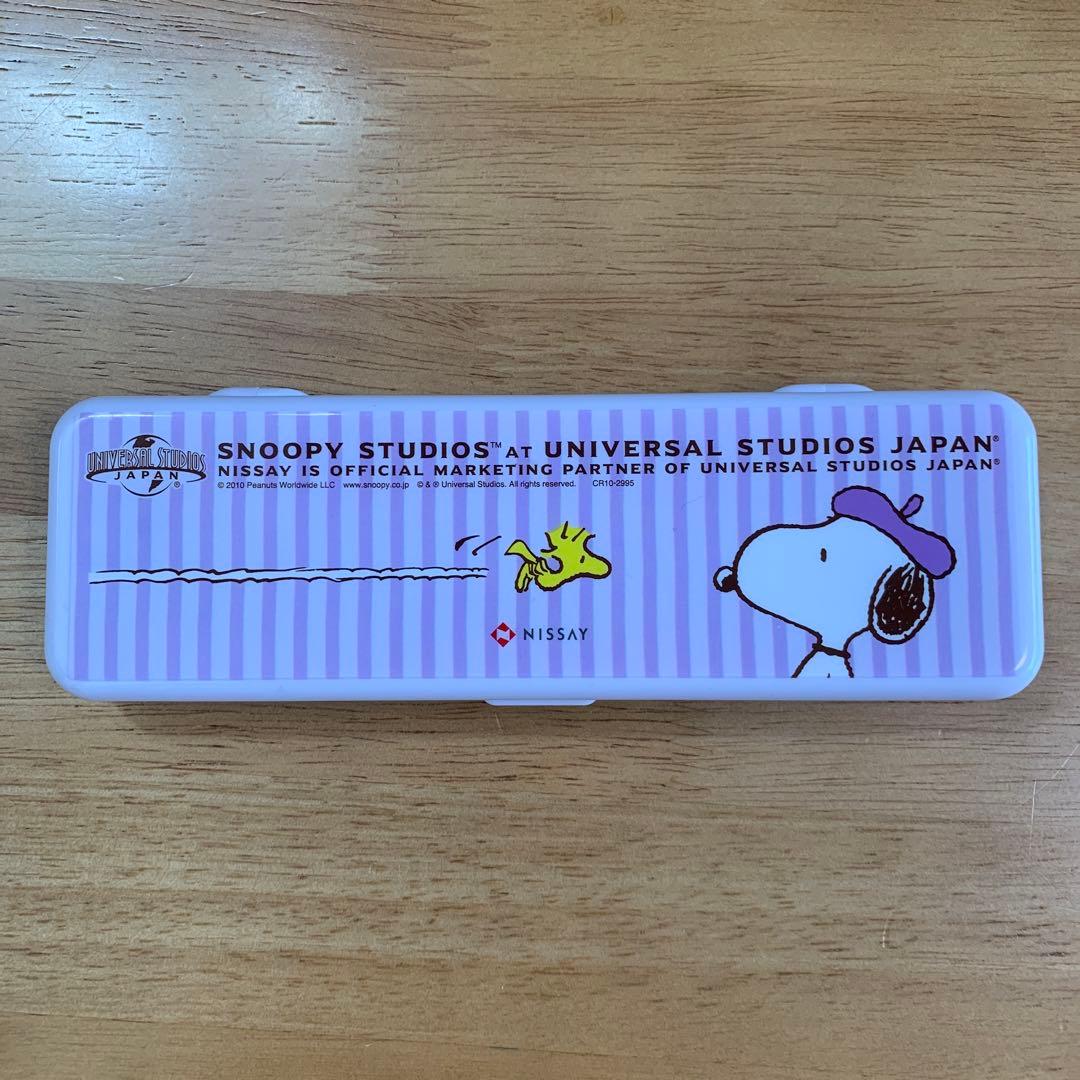 UNIVERSAL STUDIOS
JAPAN®
SNOOPY STUDIOS™ AT UNIVERSAL STUDIOS JAPAN®
NISSAY IS OFFICIAL MARKETING PARTNER OF UNIVERSAL STUDIOS JAPAN®
© 2010 Peanuts Worldwide LLC www.snoopy.co.jp © & ® Universal Studios. All rights reserved. CR10-2995
NISSAY